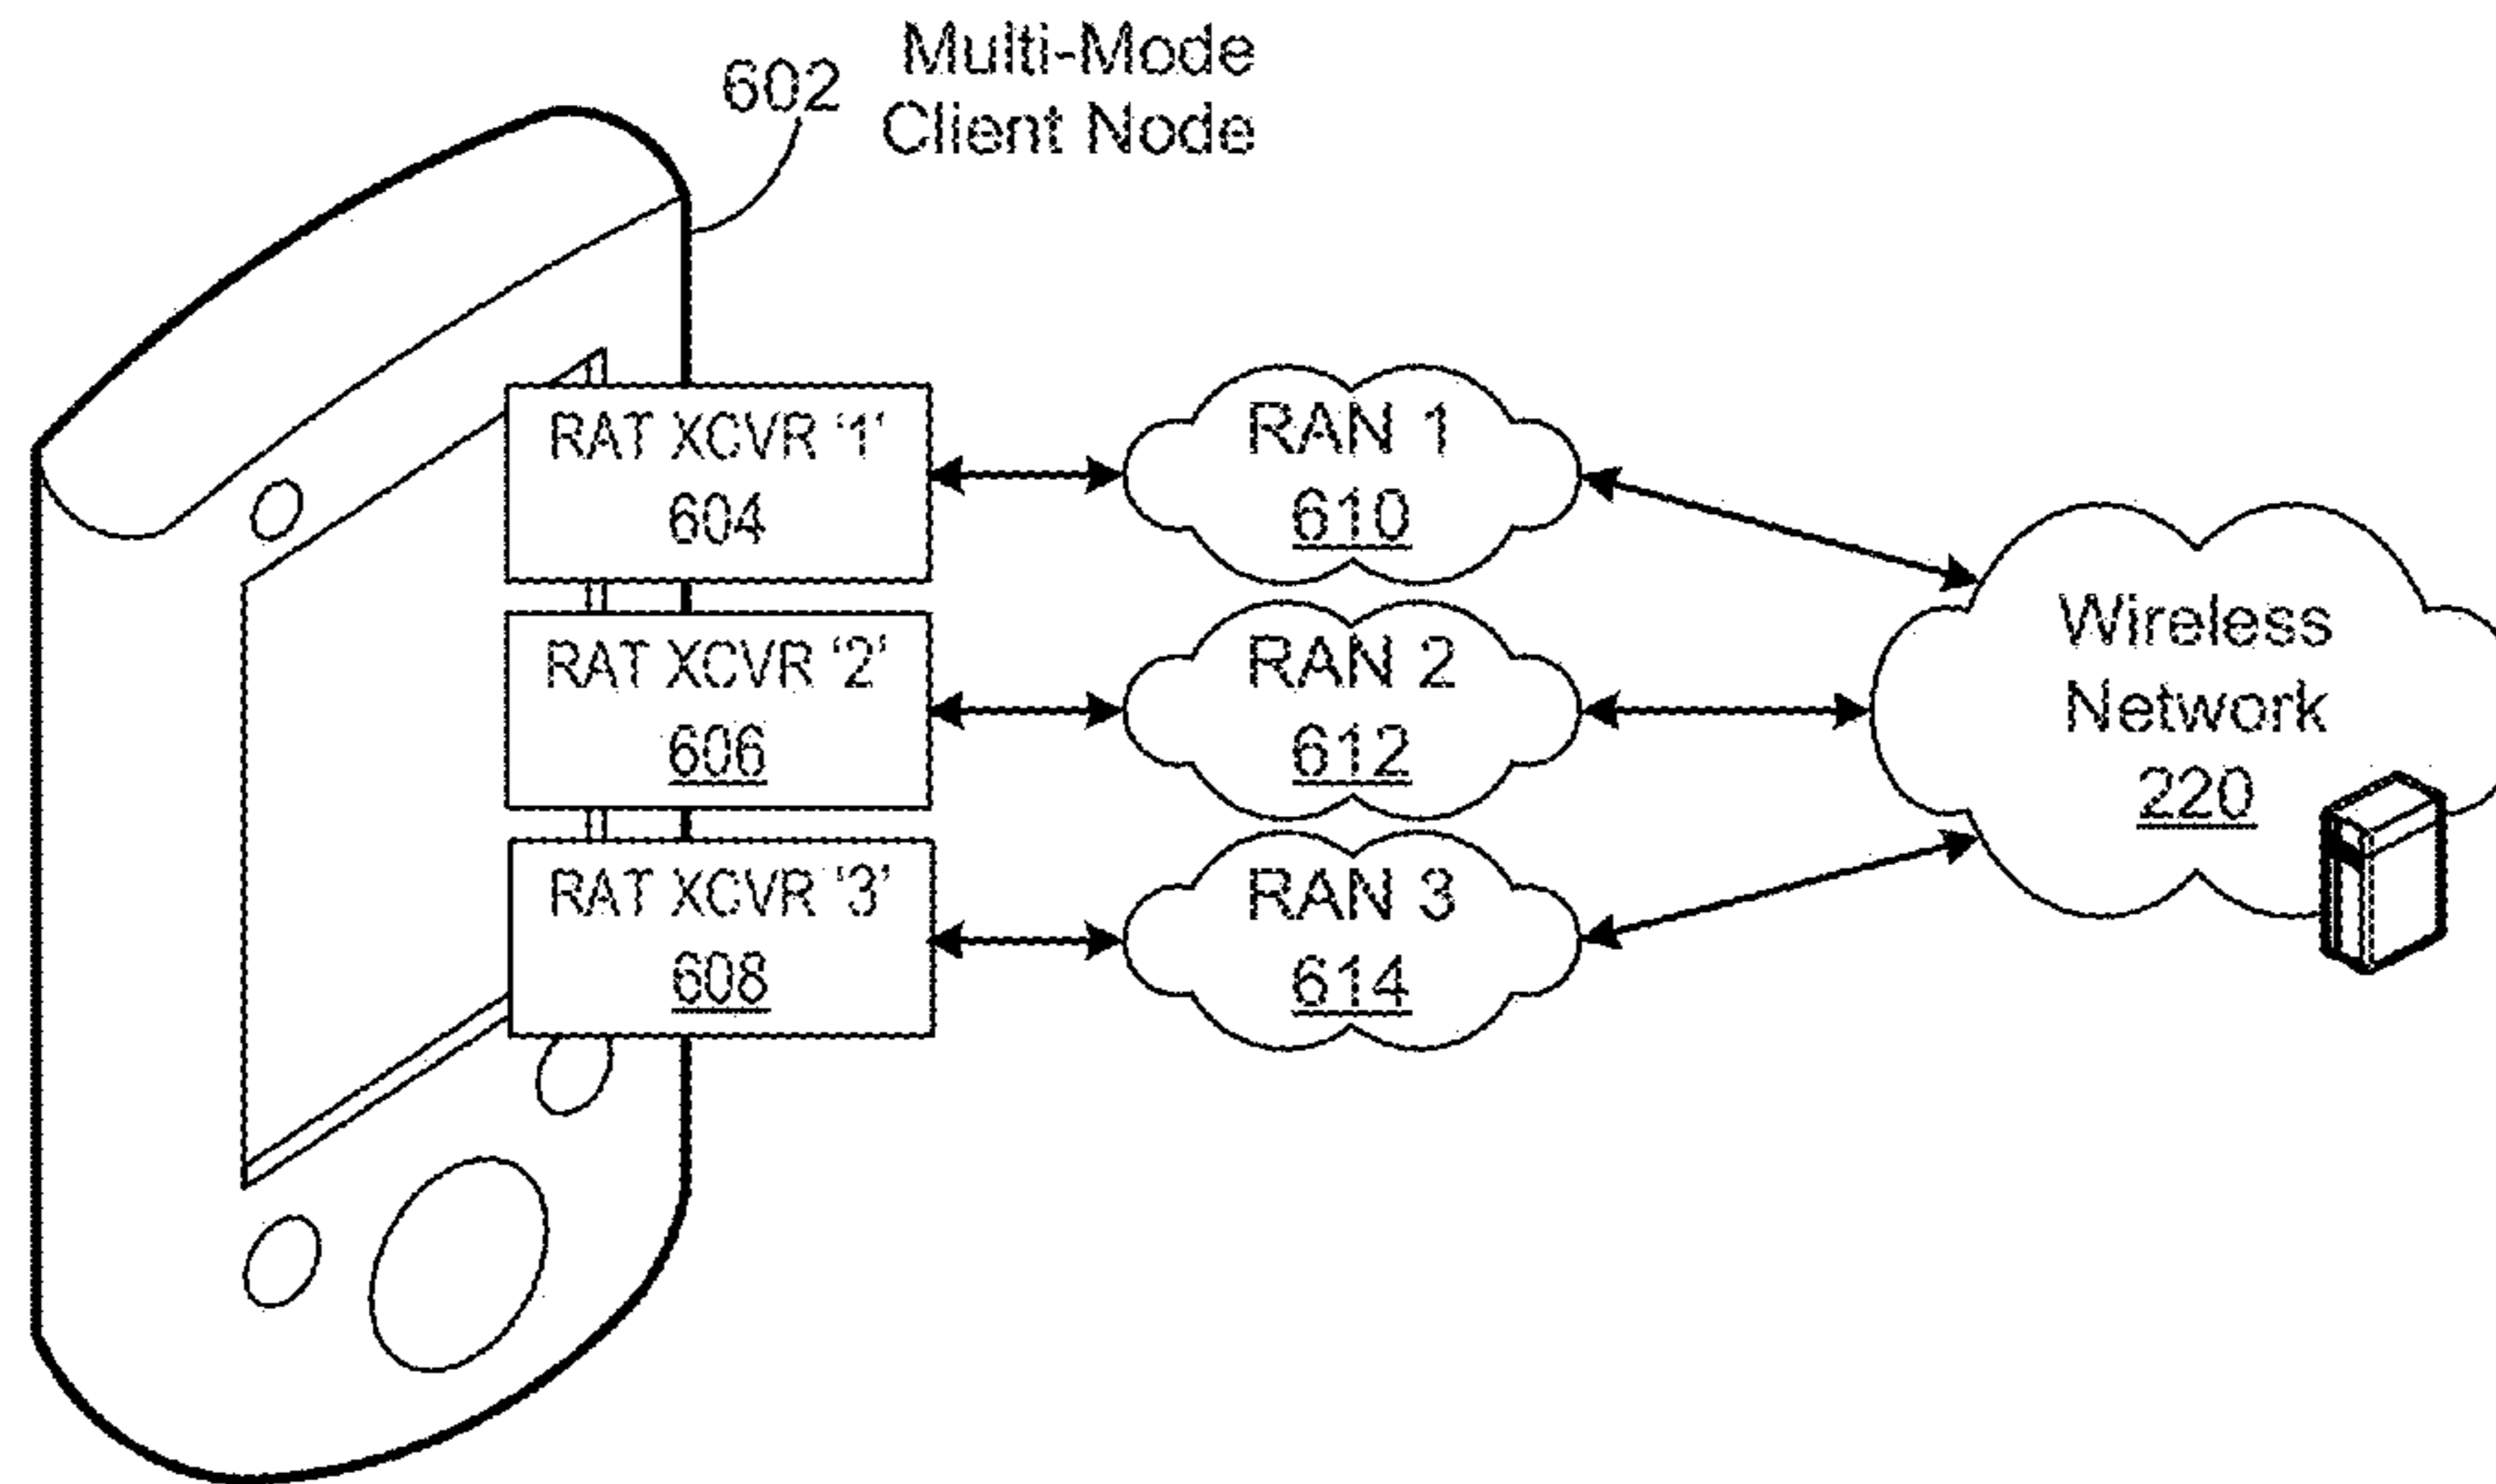 602
Multi-Mode
Client Node
RAT XCVR ‘1’
604
RAN 1
610
RAT XCVR ‘2’
606
RAN 2
612
Wireless
Network
220
RAT XCVR ‘3’
608
RAN 3
614